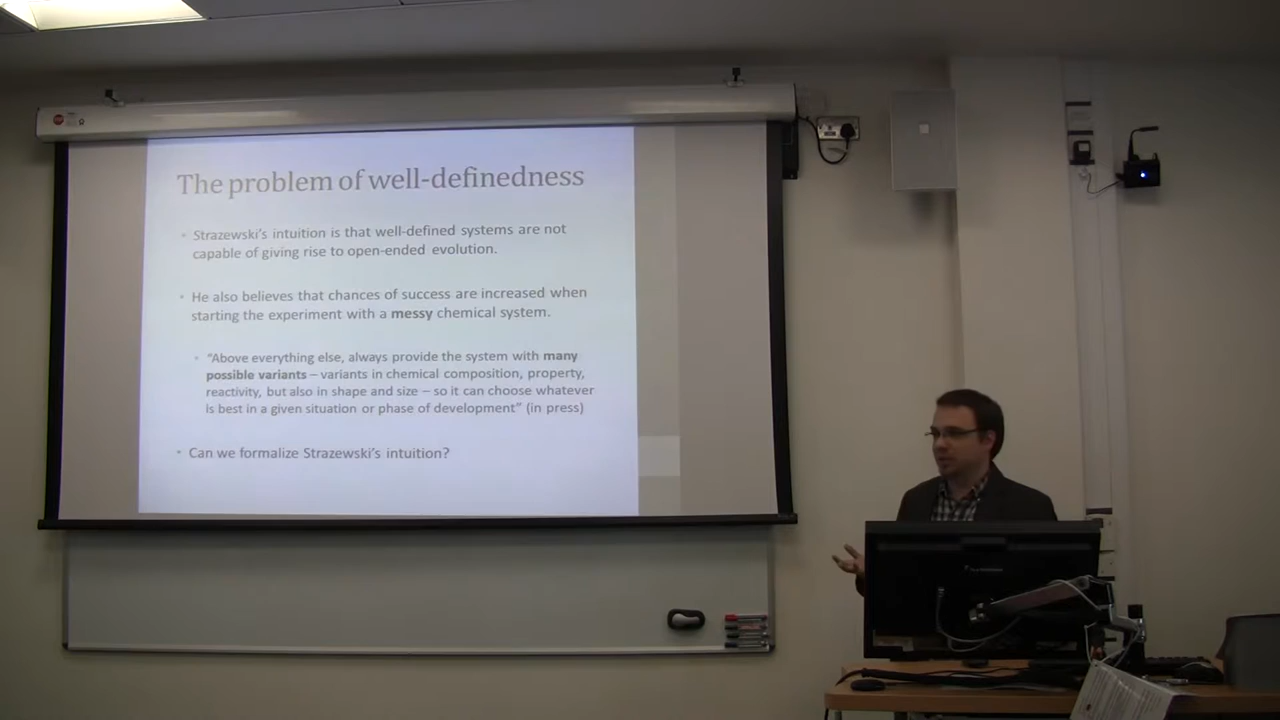 The problem of well-definedness
Strazewski's intuition is that well-defined systems are not
capable of giving rise to open-ended evolution.
He also believes that chances of success are increased when
starting the experiment with a messy chemical system.
"Above everything else, always provide the system with many
possible variants – variants in chemical composition, property,
reactivity, but also in shape and size – so it can choose whatever
is best in a given situation or phase of development" (in press)
Can we formalize Strazewski's intuition?